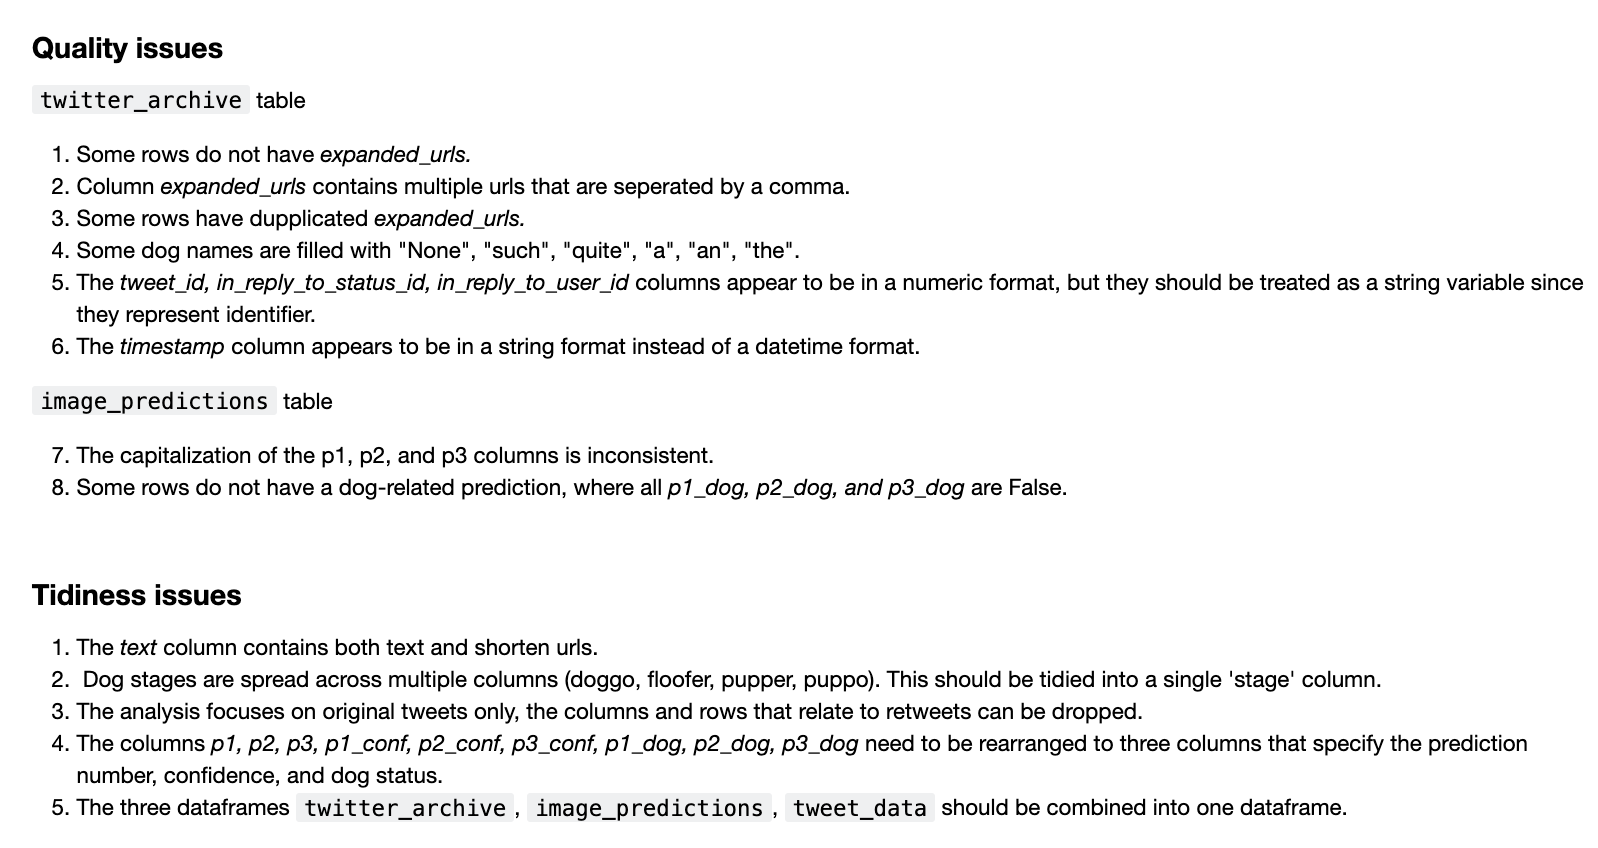 Quality issues
twitter_archive table
1. Some rows do not have expanded_urls.
2. Column expanded_urls contains multiple urls that are seperated by a comma.
3. Some rows have dupplicated expanded_urls.
4. Some dog names are filled with "None", "such", "quite", "a", "an", "the".
5. The tweet_id, in_reply_to_status_id, in_reply_to_user_id columns appear to be in a numeric format, but they should be treated as a string variable since
they represent identifier.
6. The timestamp column appears to be in a string format instead of a datetime format.
image_predictions table
7. The capitalization of the p1, p2, and p3 columns is inconsistent.
8. Some rows do not have a dog-related prediction, where all p1_dog, p2_dog, and p3_dog are False.
Tidiness issues
1. The text column contains both text and shorten urls.
2. Dog stages are spread across multiple columns (doggo, floofer, pupper, puppo). This should be tidied into a single 'stage' column.
3. The analysis focuses on original tweets only, the columns and rows that relate to retweets can be dropped.
4. The columns p1, p2, p3, p1_conf, p2_conf, p3_conf, p1_dog, p2_dog, p3_dog need to be rearranged to three columns that specify the prediction
number, confidence, and dog status.
5. The three dataframes twitter_archive , image_predictions , tweet_data should be combined into one dataframe.